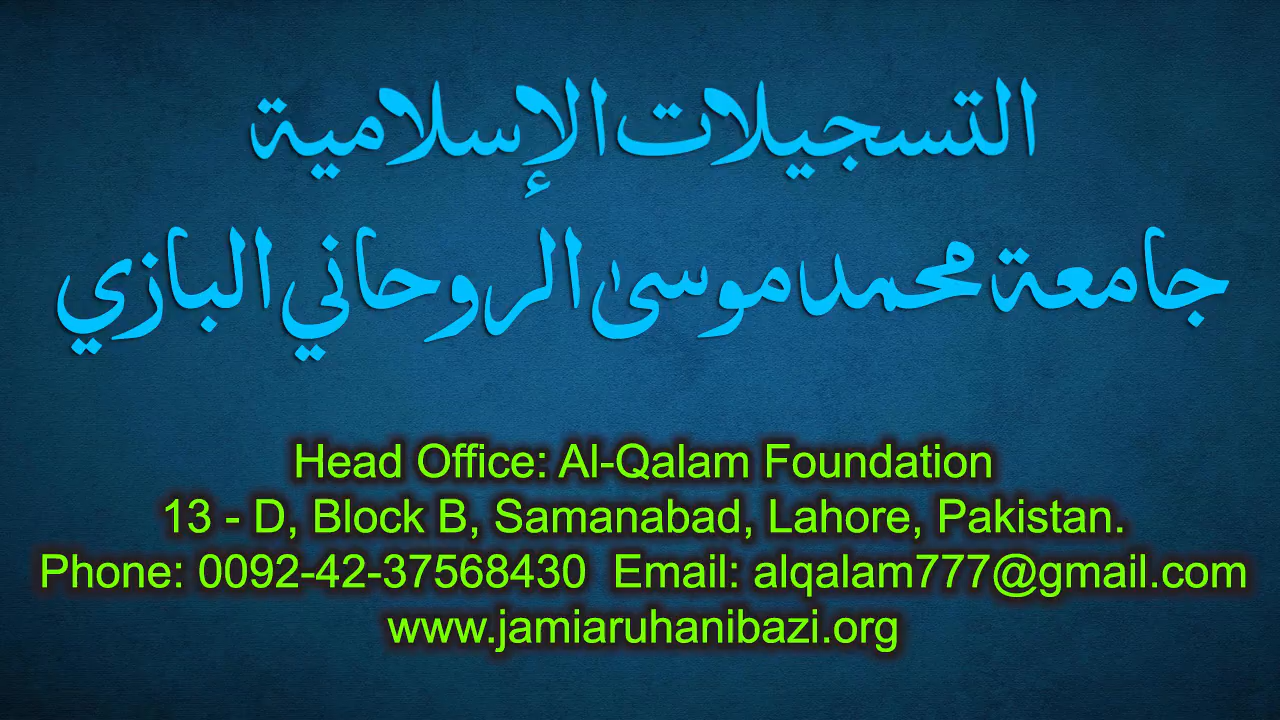 التسجيلات الإسلامية
جامعة محمد موسىٰ الروحاني البازي
Head Office: Al-Qalam Foundation
13 - D, Block B, Samanabad, Lahore, Pakistan.
Phone: 0092-42-37568430 Email: alqalam777@gmail.com
www.jamiaruhanibazi.org